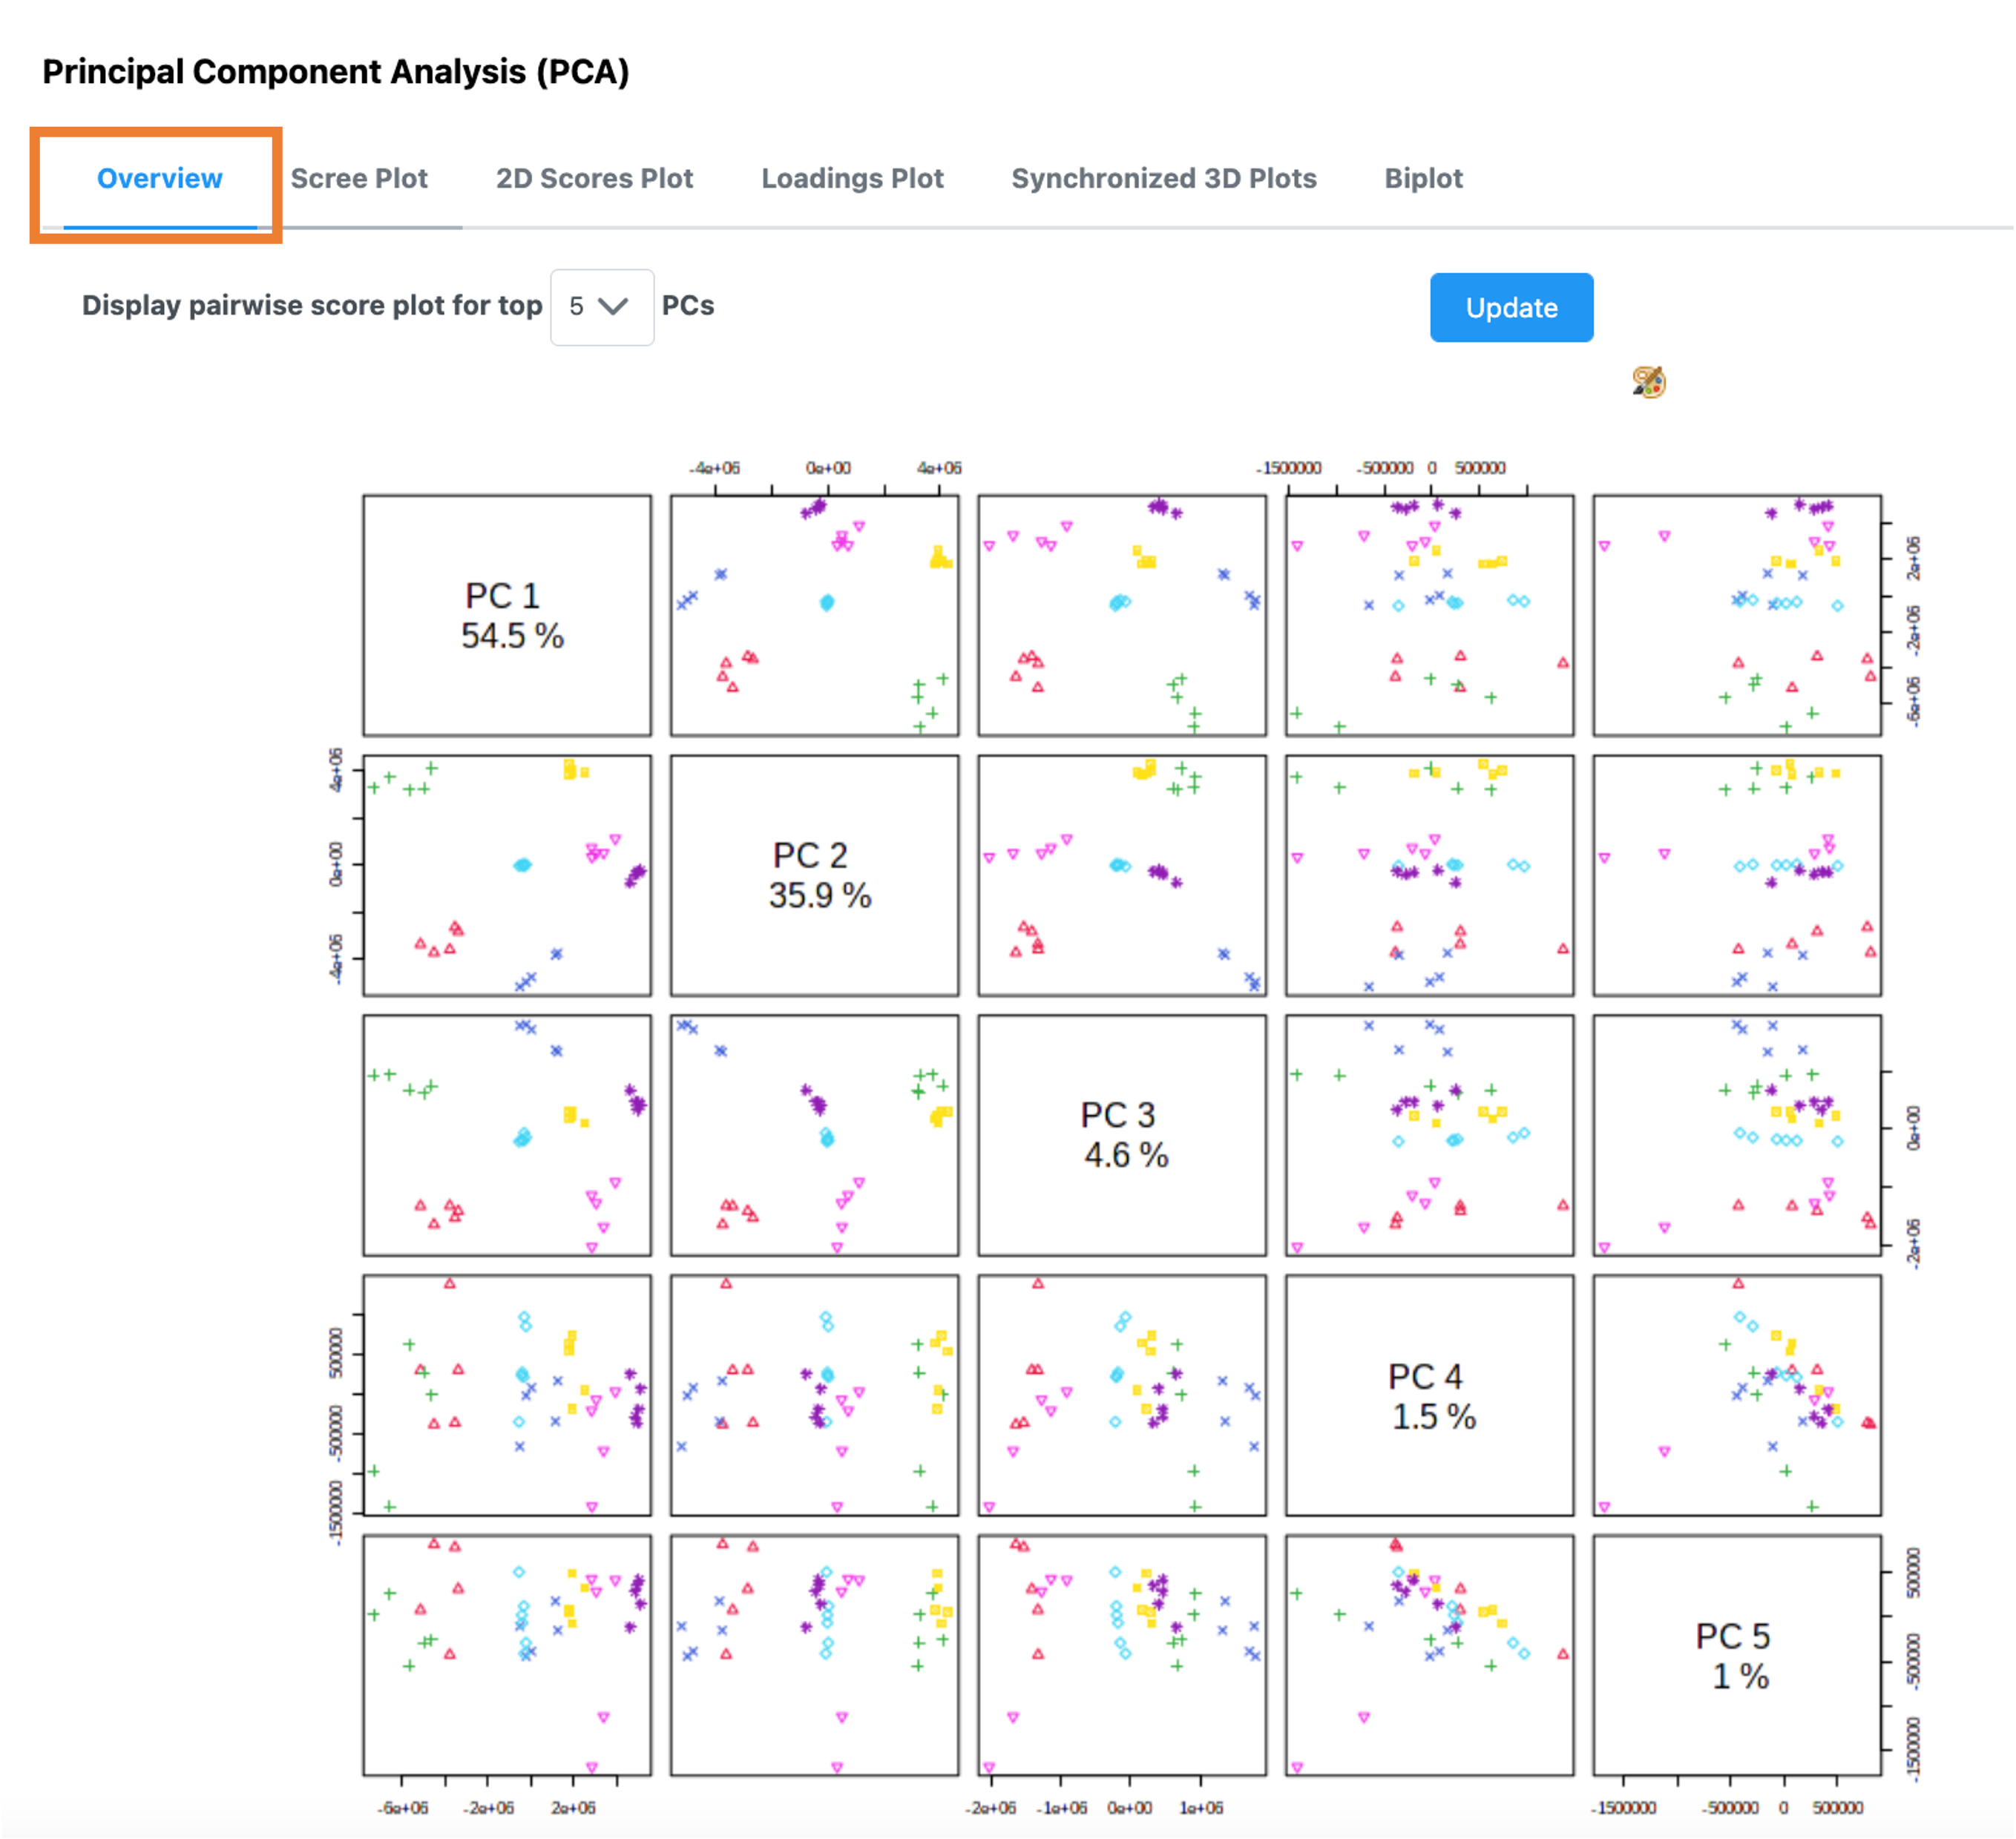 Principal Component Analysis (PCA)
Overview Scree Plot 2D Scores Plot Loadings Plot Synchronized 3D Plots Biplot
Display pairwise score plot for top 5 PCs Update
-4e+06 0e+00 4e+06 -1500000 -500000 0 500000
PC 1
54.5 %
2e+06
-2e+06
-6e+06
4e+06
0e+00
-4e+06
PC 2
35.9 %
PC 3
4.6 %
0e+00
-2e+06
500000
-500000
-1500000
PC 4
1.5 %
PC 5
1 %
500000
-500000
-1500000
-6e+06 -2e+06 2e+06 -2e+06 -1e+06 0e+00 1e+06 -1500000 -500000 0 500000